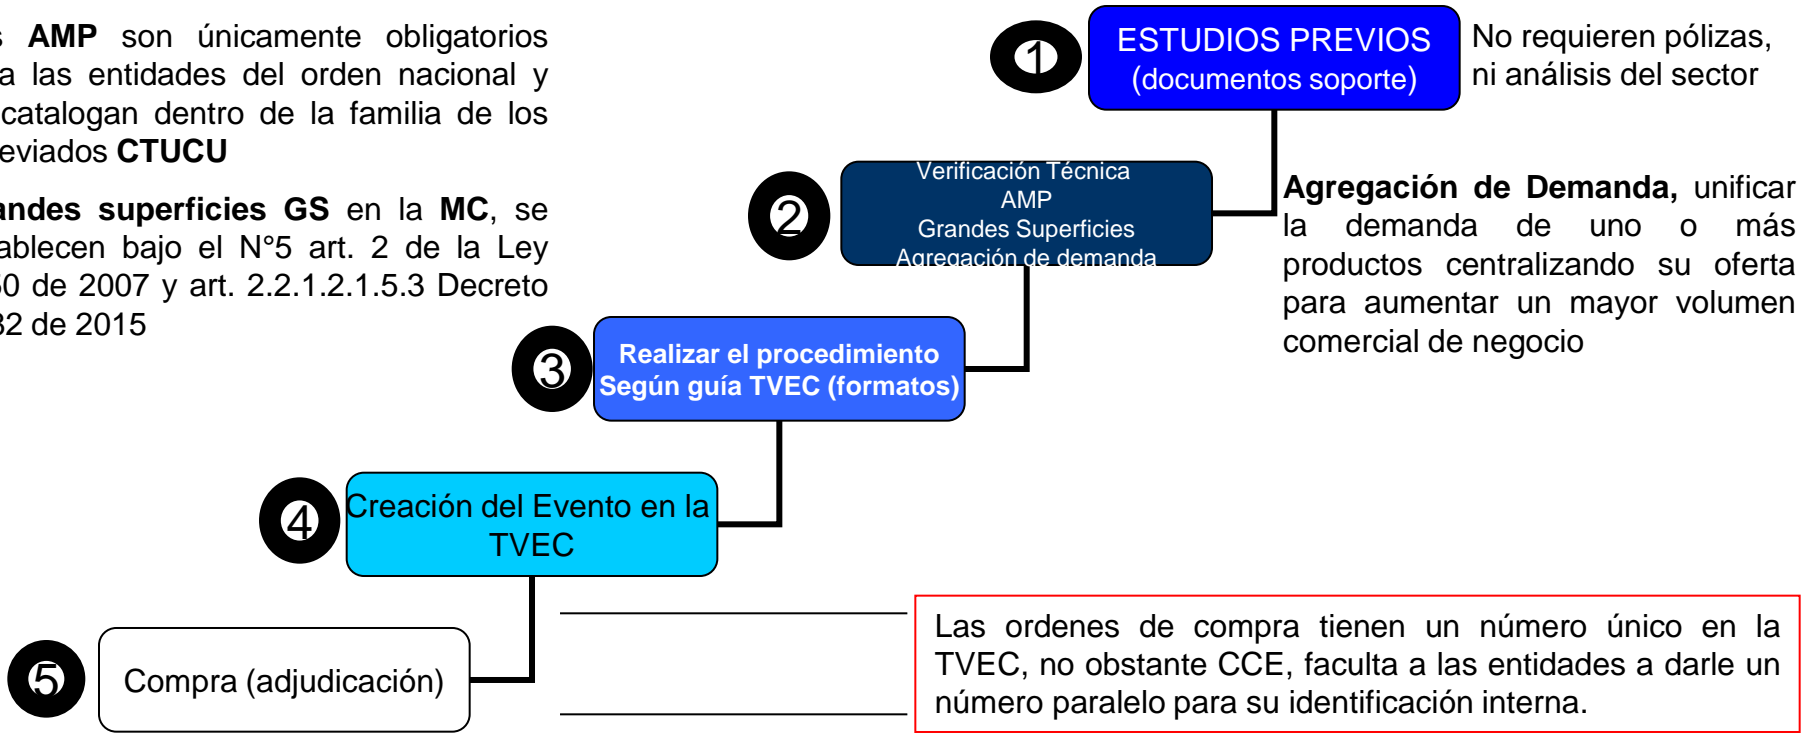 s AMP son únicamente obligatorios
a las entidades del orden nacional y
catalogan dentro de la familia de los
eviados CTUCU
andes superficies GS en la MC, se
ablecen bajo el N°5 art. 2 de la Ley
50 de 2007 y art. 2.2.1.2.1.5.3 Decreto
82 de 2015
1
ESTUDIOS PREVIOS
(documentos soporte)
No requieren pólizas,
ni análisis del sector
2
Verificación Técnica
AMP
Grandes Superficies
Agregación de demanda
Agregación de Demanda, unificar
la demanda de uno o más
productos centralizando su oferta
para aumentar un mayor volumen
comercial de negocio
3
Realizar el procedimiento
Según guía TVEC (formatos)
4
Creación del Evento en la
TVEC
5
Compra (adjudicación)
Las ordenes de compra tienen un número único en la
TVEC, no obstante CCE, faculta a las entidades a darle un
número paralelo para su identificación interna.